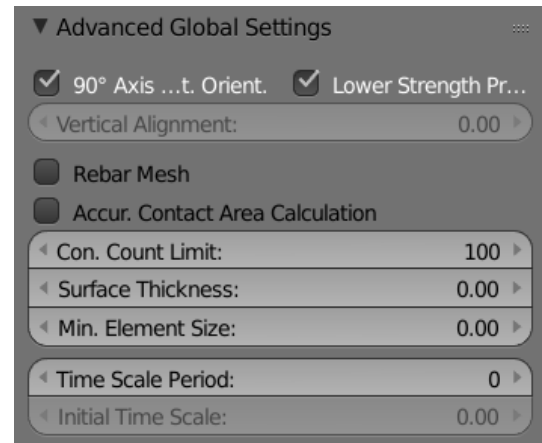 Advanced Global Settings
90° Axis …t. Orient. Lower Strength Pr…
Vertical Alignment: 0.00
Rebar Mesh
Accur. Contact Area Calculation
Con. Count Limit: 100
Surface Thickness: 0.00
Min. Element Size: 0.00
Time Scale Period: 0
Initial Time Scale: 0.00